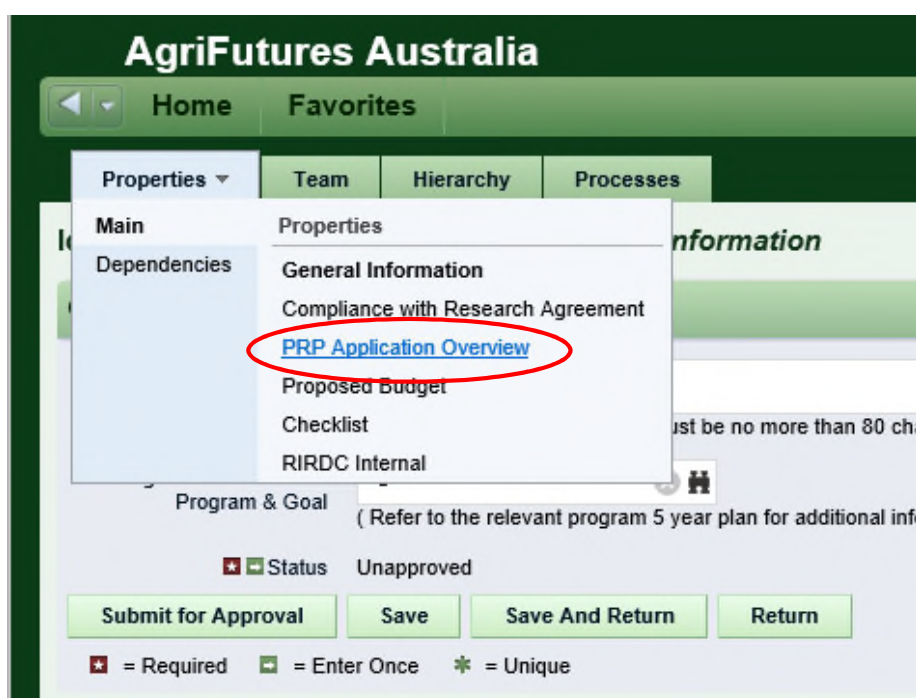 AgriFutures Australia
Home Favorites
Properties Team Hierarchy Processes
Main Properties
nformation
Dependencies General Information
Compliance with Research Agreement
PRP Application Overview
Proposed Budget
Checklist
ust be no more than 80 cha
RIRDC Internal
Program & Goal
( Refer to the relevant program 5 year plan for additional info
Status Unapproved
Submit for Approval Save Save And Return Return
= Required = Enter Once = Unique